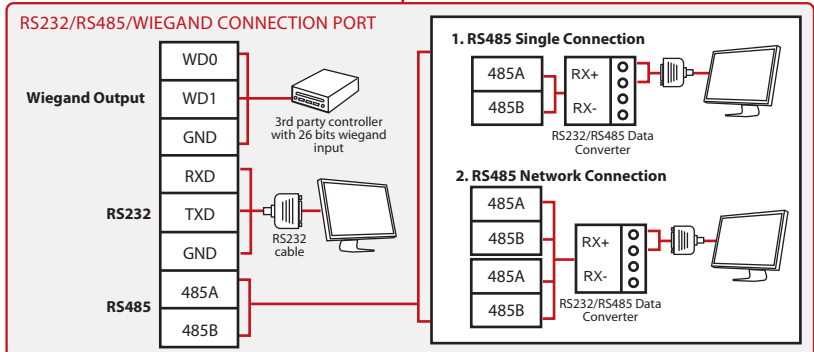 RS232/RS485/WIEGAND CONNECTION PORT
Wiegand Output
WD0
WD1
GND
3rd party controller
with 26 bits wiegand
input
RS232
RXD
TXD
GND
RS232
cable
RS485
485A
485B
1. RS485 Single Connection
485A
485B
RX+
RX-
RS232/RS485 Data
Converter
2. RS485 Network Connection
485A
485B
485A
485B
RX+
RX-
RS232/RS485 Data
Converter